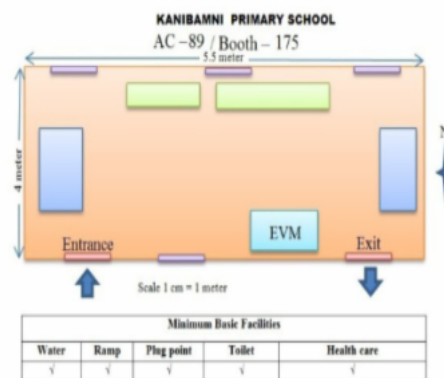 KANIBAMNI PRIMARY SCHOOL
AC -89 / Booth - 175
5.5 meter
4 meter
N
EVM
Entrance
Exit
Scale 1 cm = 1 meter
Minimum Basic Facilities
Water Ramp Plug point Toilet Health care
√ √ √ √ √